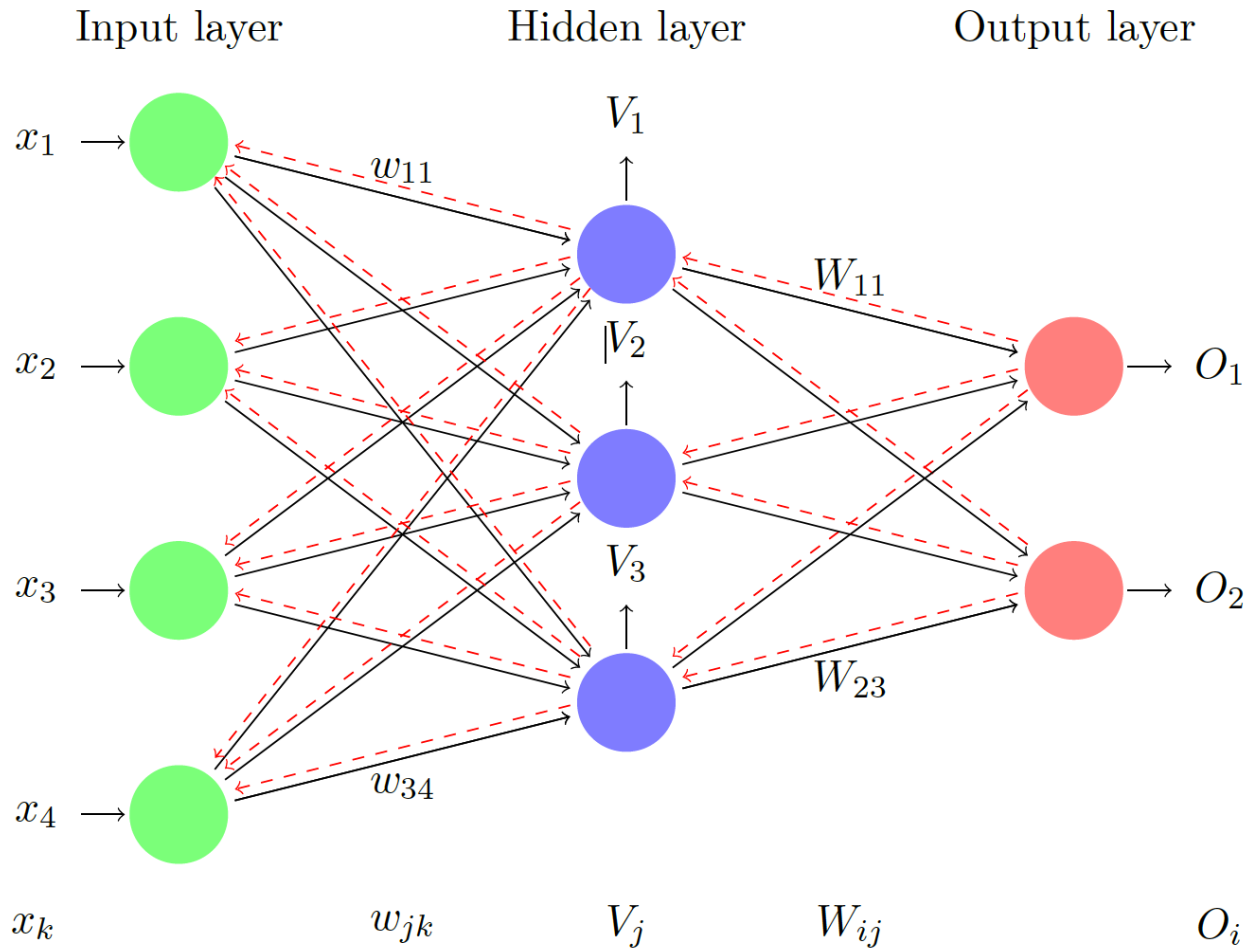 Input layer Hidden layer Output layer
V₁
x₁ w₁₁
W₁₁
V₂
x₂ O₁
V₃
x₃ O₂
W₂₃
w₃₄
x₄
xₖ wⱼₖ Vⱼ Wᵢⱼ Oᵢ